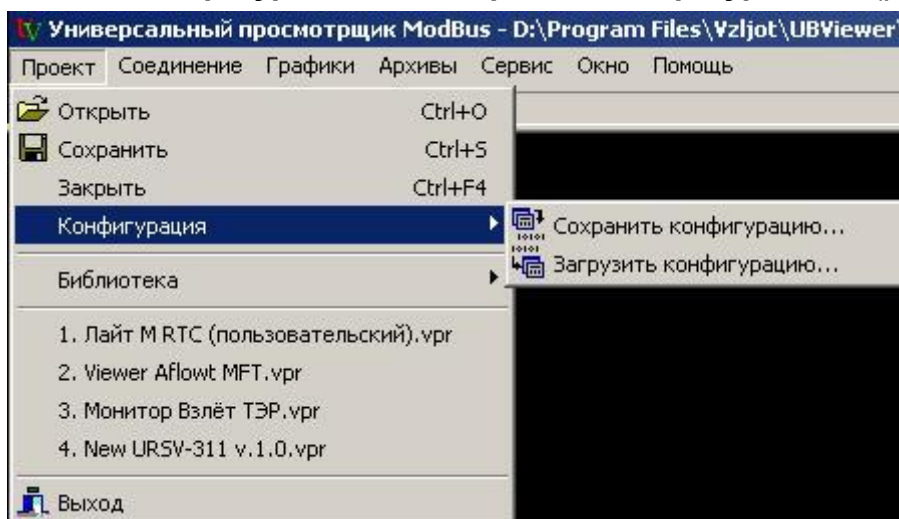 Универсальный просмотрщик ModBus - D:\Program Files\Vzljot\UBViewer\
Проект Соединение Графики Архивы Сервис Окно Помощь
Открыть Ctrl+O
Сохранить Ctrl+S
Закрыть Ctrl+F4
Конфигурация
Сохранить конфигурацию...
Загрузить конфигурацию...
Библиотека
1. Лайт М RTC (пользовательский).vpr
2. Viewer Aflowt MFT.vpr
3. Монитор Взлёт ТЭР.vpr
4. New URSV-311 v.1.0.vpr
Выход